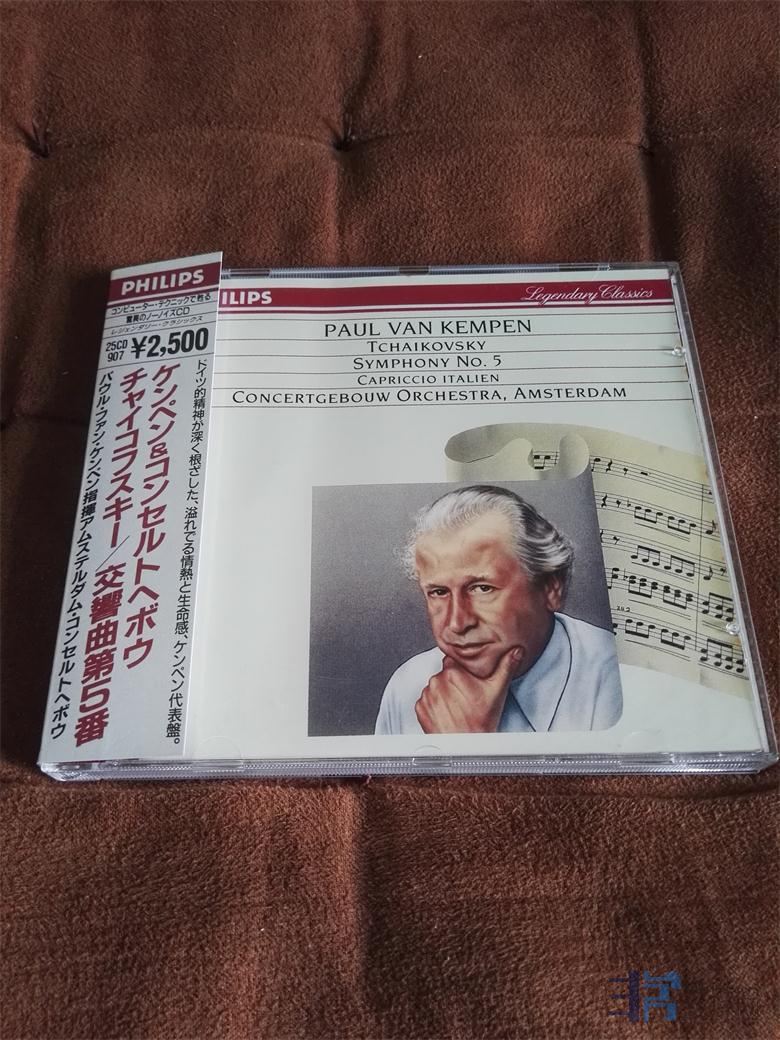 PHILIPS
コンピューター・テクニックで甦る
驚異のノーノイズCD
レジェンダリー・クラシックス
25CD
907
¥2,500
ドイツ的精神が深く根ざした、溢れでる情熱と生命感、ケンペン代表盤。
ケンペン&コンセルトヘボウ
チャイコフスキー/交響曲第5番
パウル・ファン・ケンペン指揮アムステルダム・コンセルトヘボウ
ILIPS
Legendary Classics
PAUL VAN KEMPEN
TCHAIKOVSKY
SYMPHONY No. 5
CAPRICCIO ITALIEN
CONCERTGEBOUW ORCHESTRA, AMSTERDAM